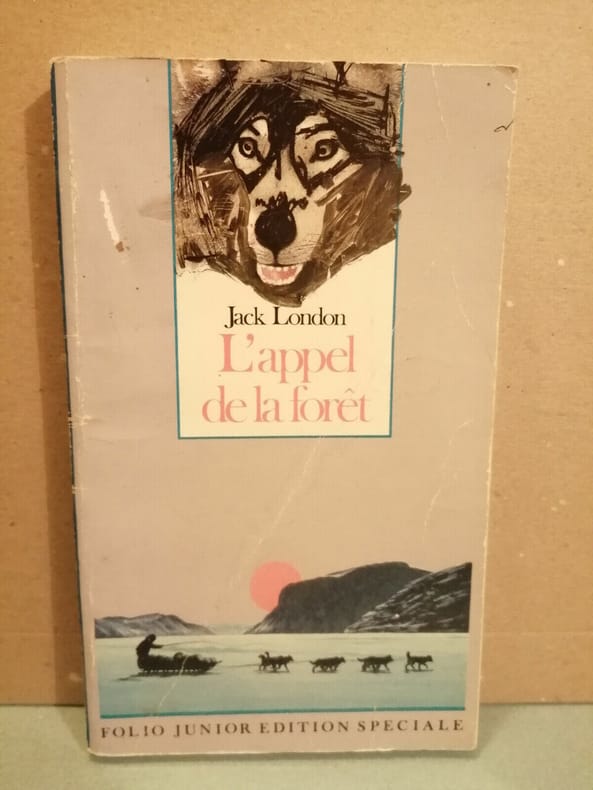 Jack London
L'appel
de la forêt
FOLIO JUNIOR EDITION SPECIALE